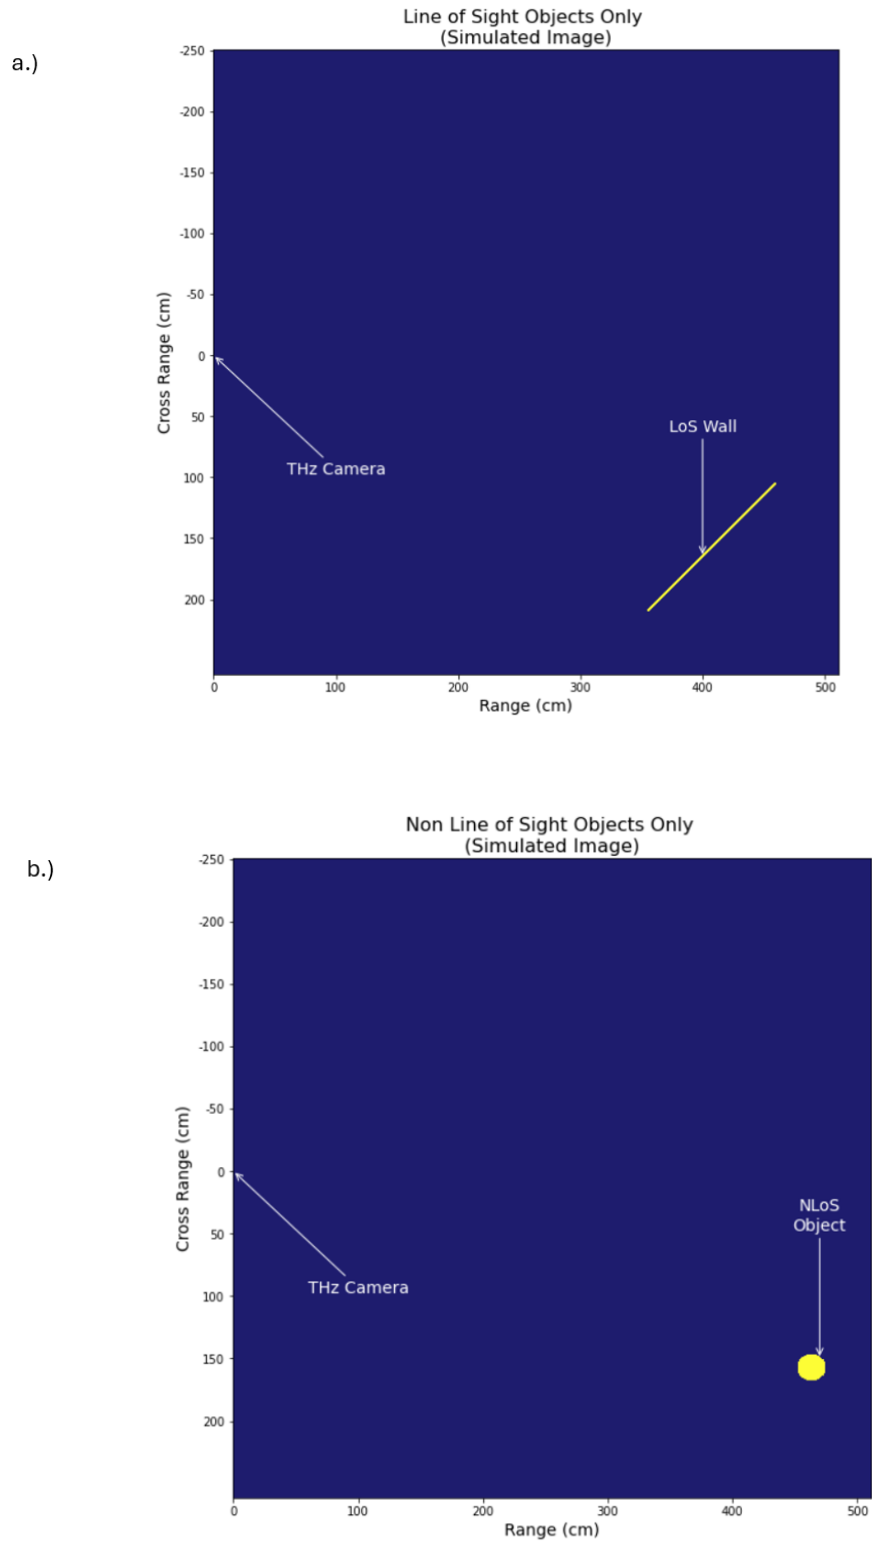 Line of Sight Objects Only
(Simulated Image)
a.)
-250
-200
-150
-100
-50
0
50
100
150
200
Cross Range (cm)
THz Camera
LoS Wall
0
100
200
300
400
500
Range (cm)
Non Line of Sight Objects Only
(Simulated Image)
b.)
-250
-200
-150
-100
-50
0
50
100
150
200
Cross Range (cm)
THz Camera
NLoS
Object
0
100
200
300
400
500
Range (cm)